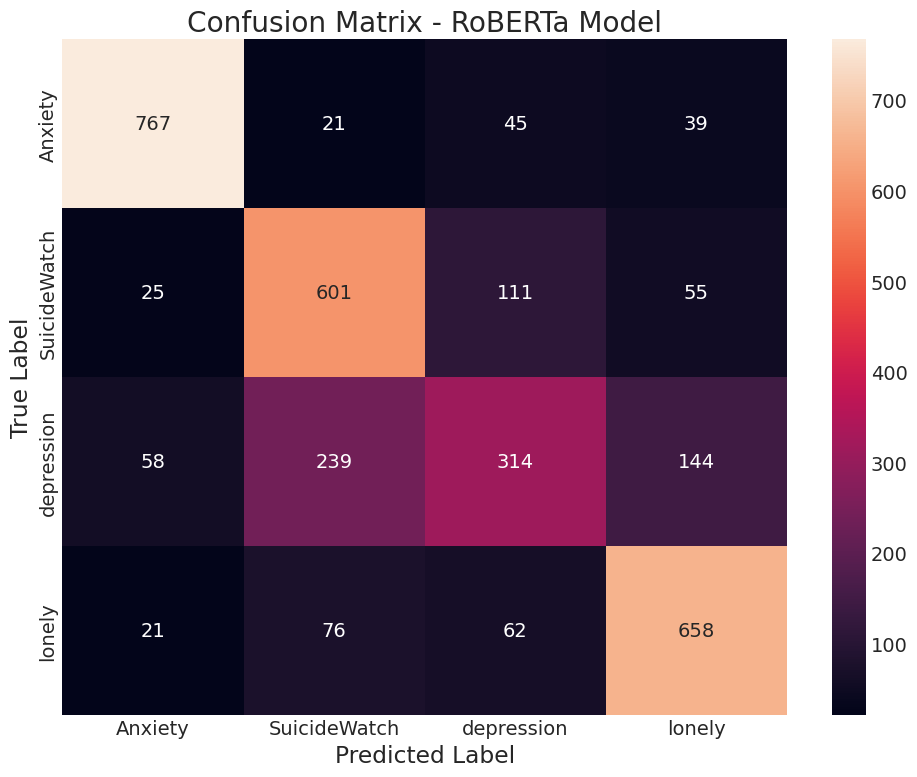 Confusion Matrix - RoBERTa Model
True Label
Anxiety
767 21 45 39
SuicideWatch
25 601 111 55
depression
58 239 314 144
lonely
21 76 62 658
Anxiety SuicideWatch depression lonely
Predicted Label
700
600
500
400
300
200
100